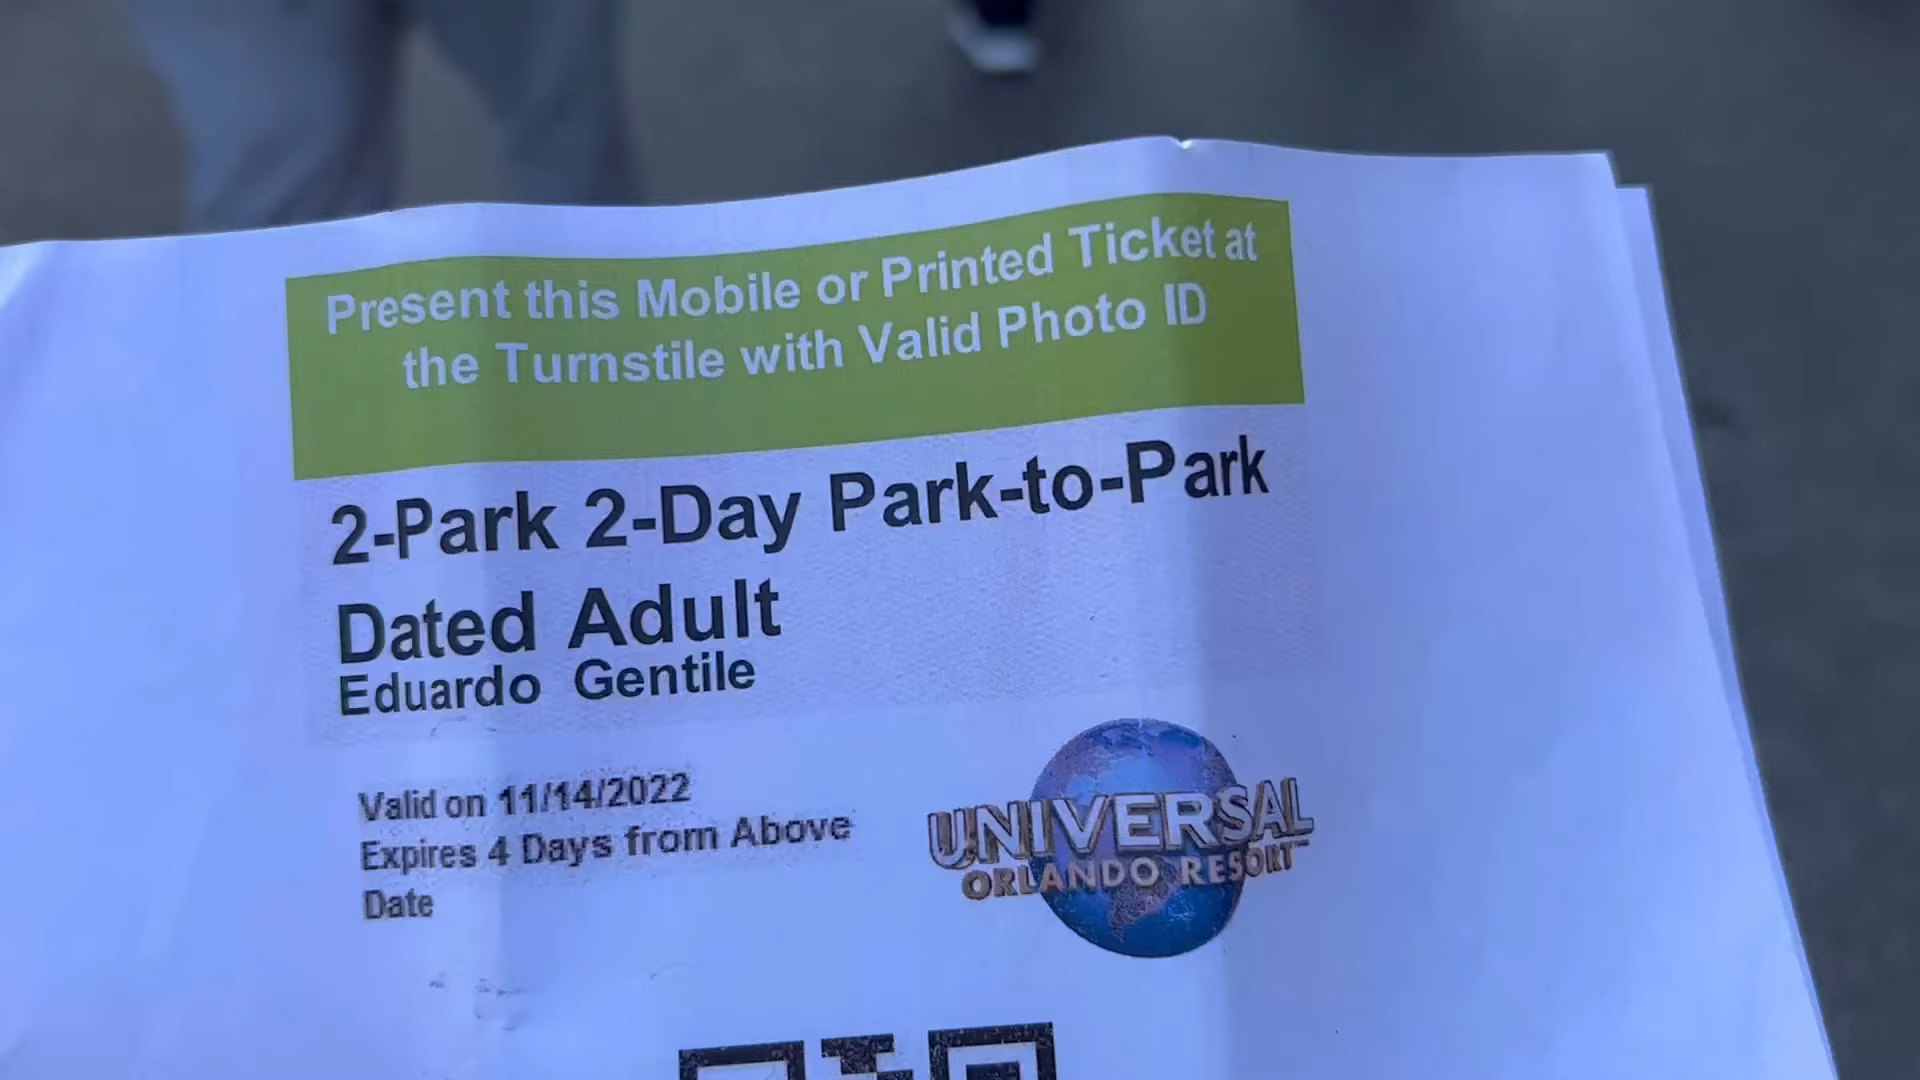 Present this Mobile or Printed Ticket at
the Turnstile with Valid Photo ID
2-Park 2-Day Park-to-Park
Dated Adult
Eduardo Gentile
Valid on 11/14/2022
Expires 4 Days from Above
Date
UNIVERSAL
ORLANDO RESORT™